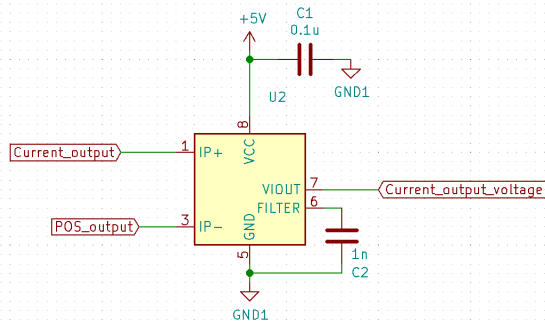 C1
+5V
0.1u
GND1
U2
8
VCC
Current_output
1
IP+
VIOUT
7
Current_output_voltage
FILTER
6
POS_output
3
IP-
GND
5
1n
C2
GND1